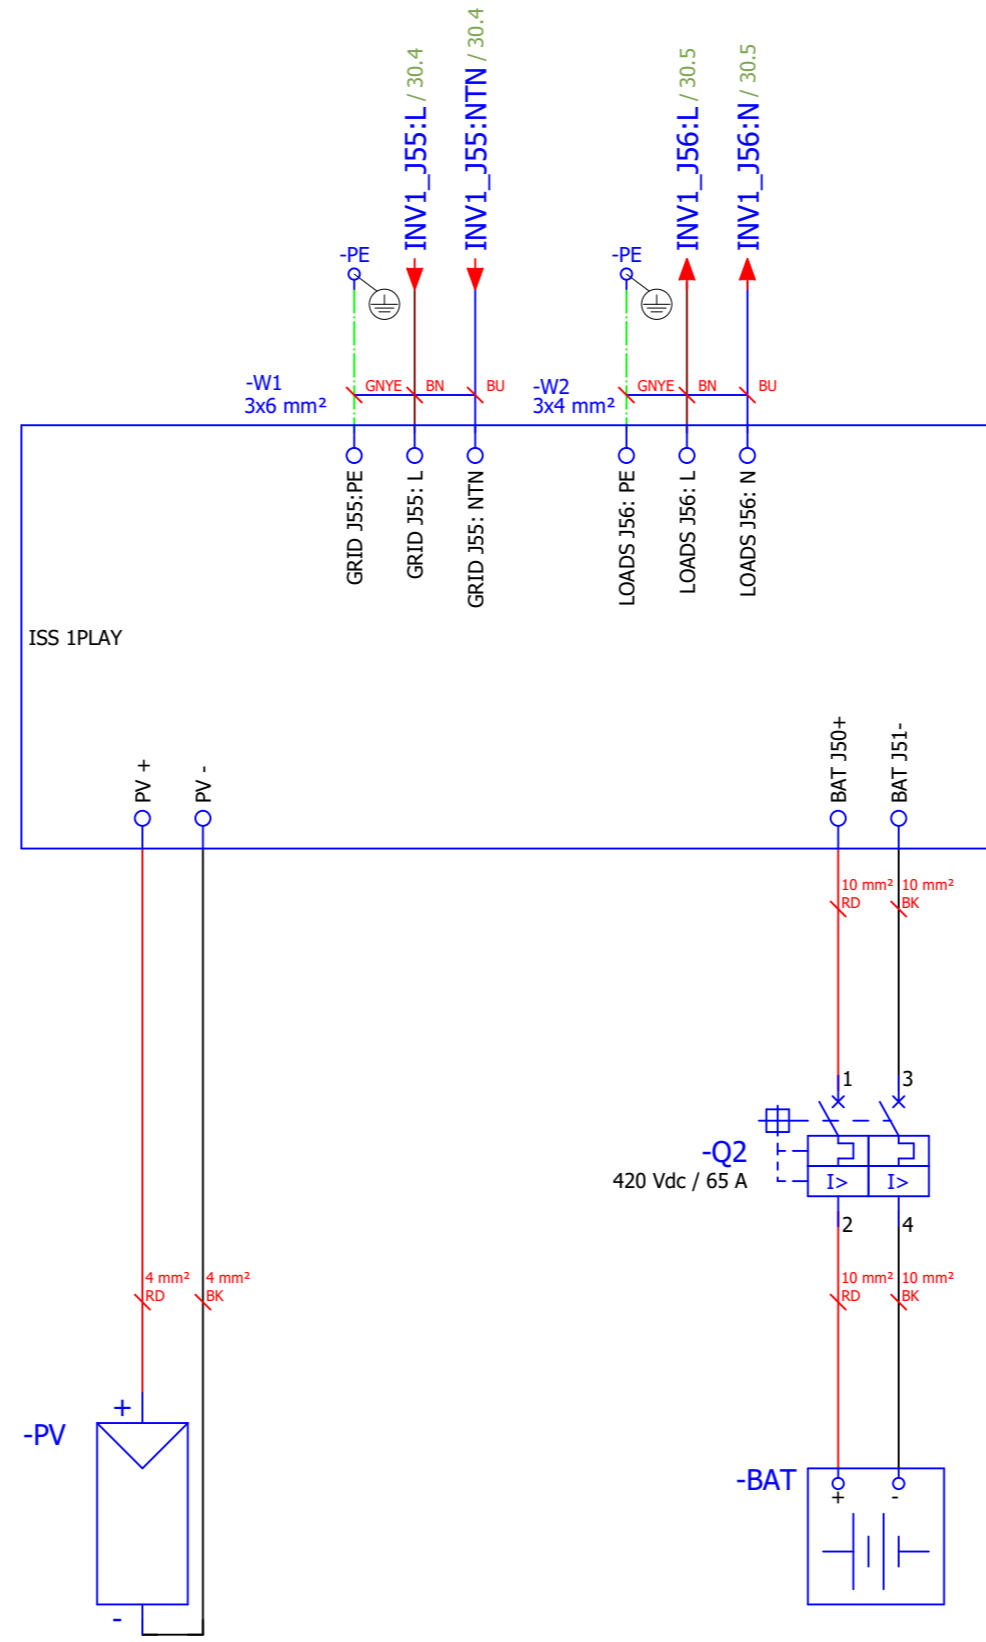 INV1_J55:L / 30.4
INV1_J55:NTN / 30.4
INV1_J56:L / 30.5
INV1_J56:N / 30.5
-PE
-PE
-W1
3x6 mm²
GNYE
BN
BU
-W2
3x4 mm²
GNYE
BN
BU
GRID J55:PE
GRID J55: L
GRID J55: NTN
LOADS J56: PE
LOADS J56: L
LOADS J56: N
ISS 1PLAY
PV +
PV -
BAT J50+
BAT J51-
10 mm²
RD
10 mm²
BK
1
3
-Q2
420 Vdc / 65 A
I>
I>
2
4
4 mm²
RD
4 mm²
BK
10 mm²
RD
10 mm²
BK
+
-PV
-
-BAT
+
-